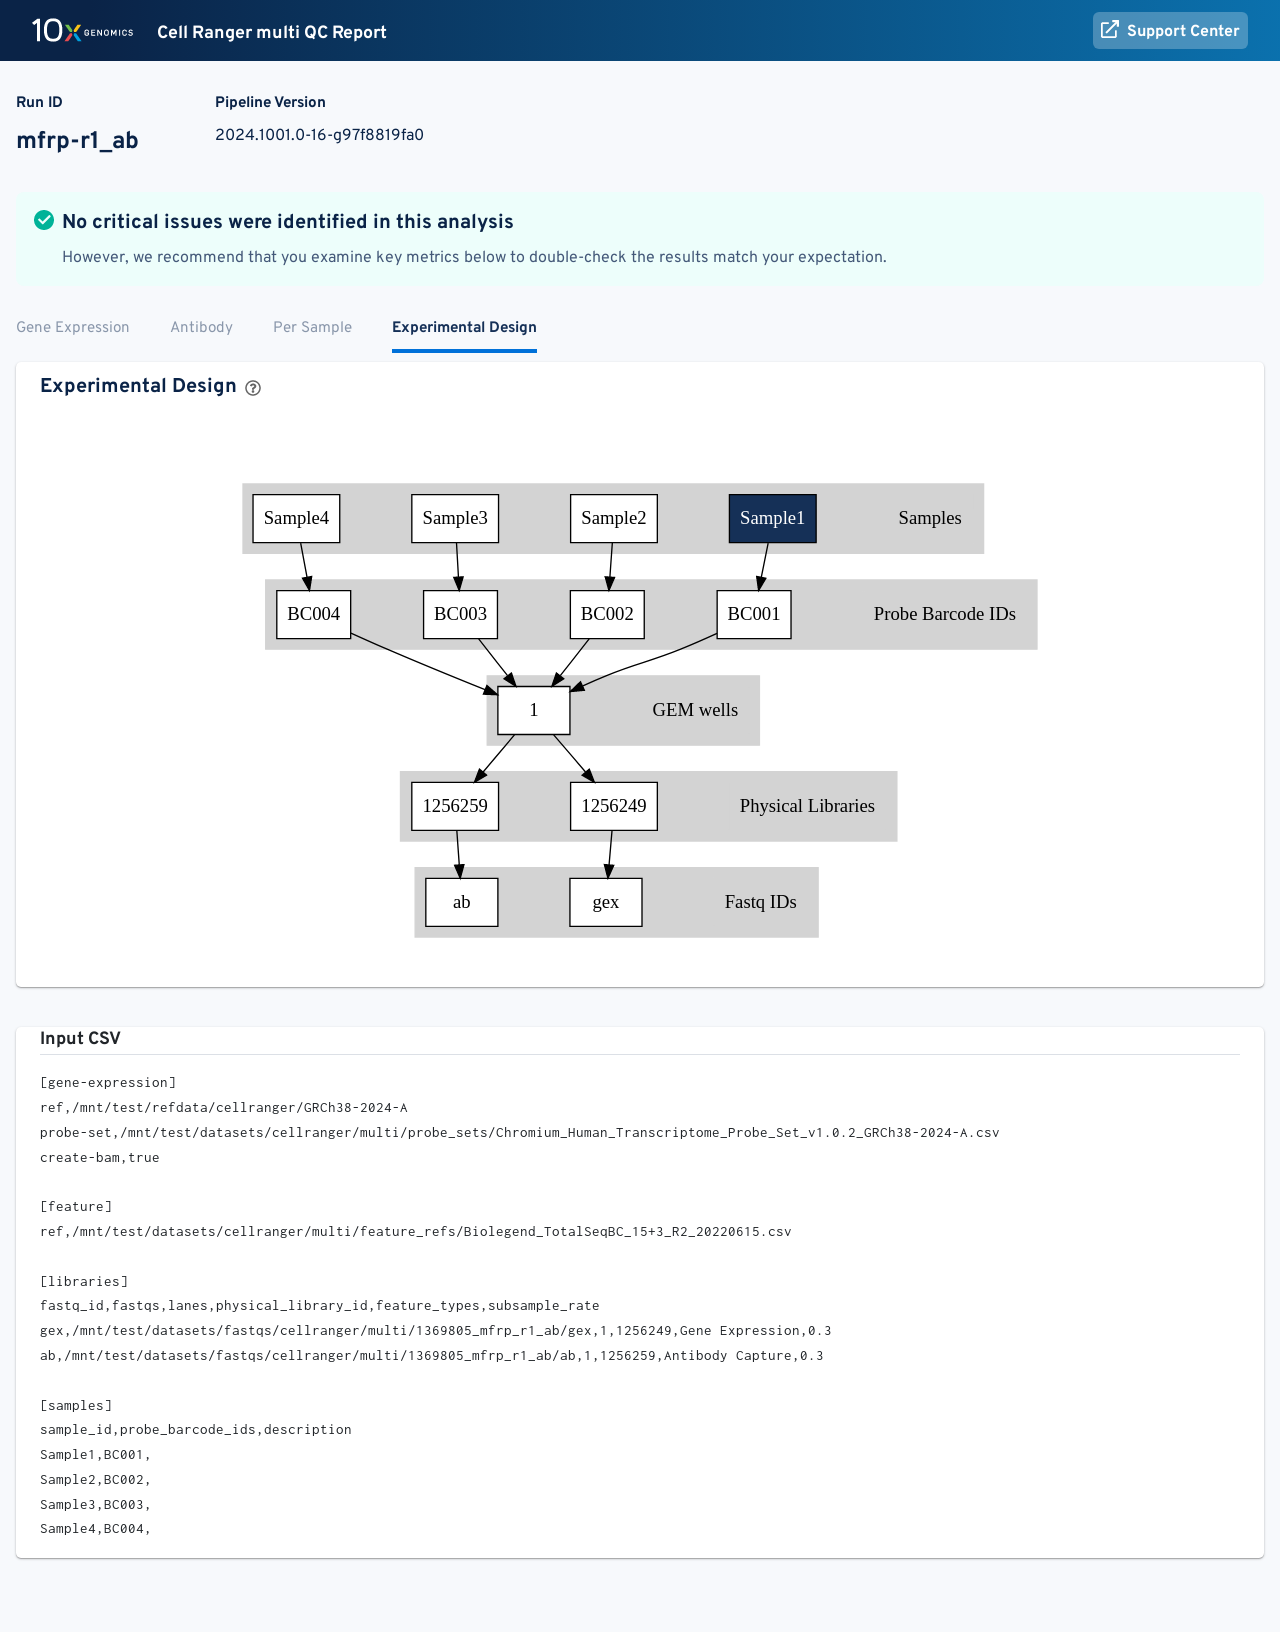 10x GENOMICS Cell Ranger multi QC Report Support Center
Run ID Pipeline Version
mfrp-r1_ab 2024.1001.0-16-g97f8819fa0
No critical issues were identified in this analysis
However, we recommend that you examine key metrics below to double-check the results match your expectation.
Gene Expression Antibody Per Sample Experimental Design
Experimental Design ?
Sample4 Sample3 Sample2 Sample1 Samples
BC004 BC003 BC002 BC001 Probe Barcode IDs
1 GEM wells
1256259 1256249 Physical Libraries
ab gex Fastq IDs
Input CSV
[gene-expression]
ref,/mnt/test/refdata/cellranger/GRCh38-2024-A
probe-set,/mnt/test/datasets/cellranger/multi/probe_sets/Chromium_Human_Transcriptome_Probe_Set_v1.0.2_GRCh38-2024-A.csv
create-bam,true
[feature]
ref,/mnt/test/datasets/cellranger/multi/feature_refs/Biolegend_TotalSeqBC_15+3_R2_20220615.csv
[libraries]
fastq_id,fastqs,lanes,physical_library_id,feature_types,subsample_rate
gex,/mnt/test/datasets/fastqs/cellranger/multi/1369805_mfrp_r1_ab/gex,1,1256249,Gene Expression,0.3
ab,/mnt/test/datasets/fastqs/cellranger/multi/1369805_mfrp_r1_ab/ab,1,1256259,Antibody Capture,0.3
[samples]
sample_id,probe_barcode_ids,description
Sample1,BC001,
Sample2,BC002,
Sample3,BC003,
Sample4,BC004,